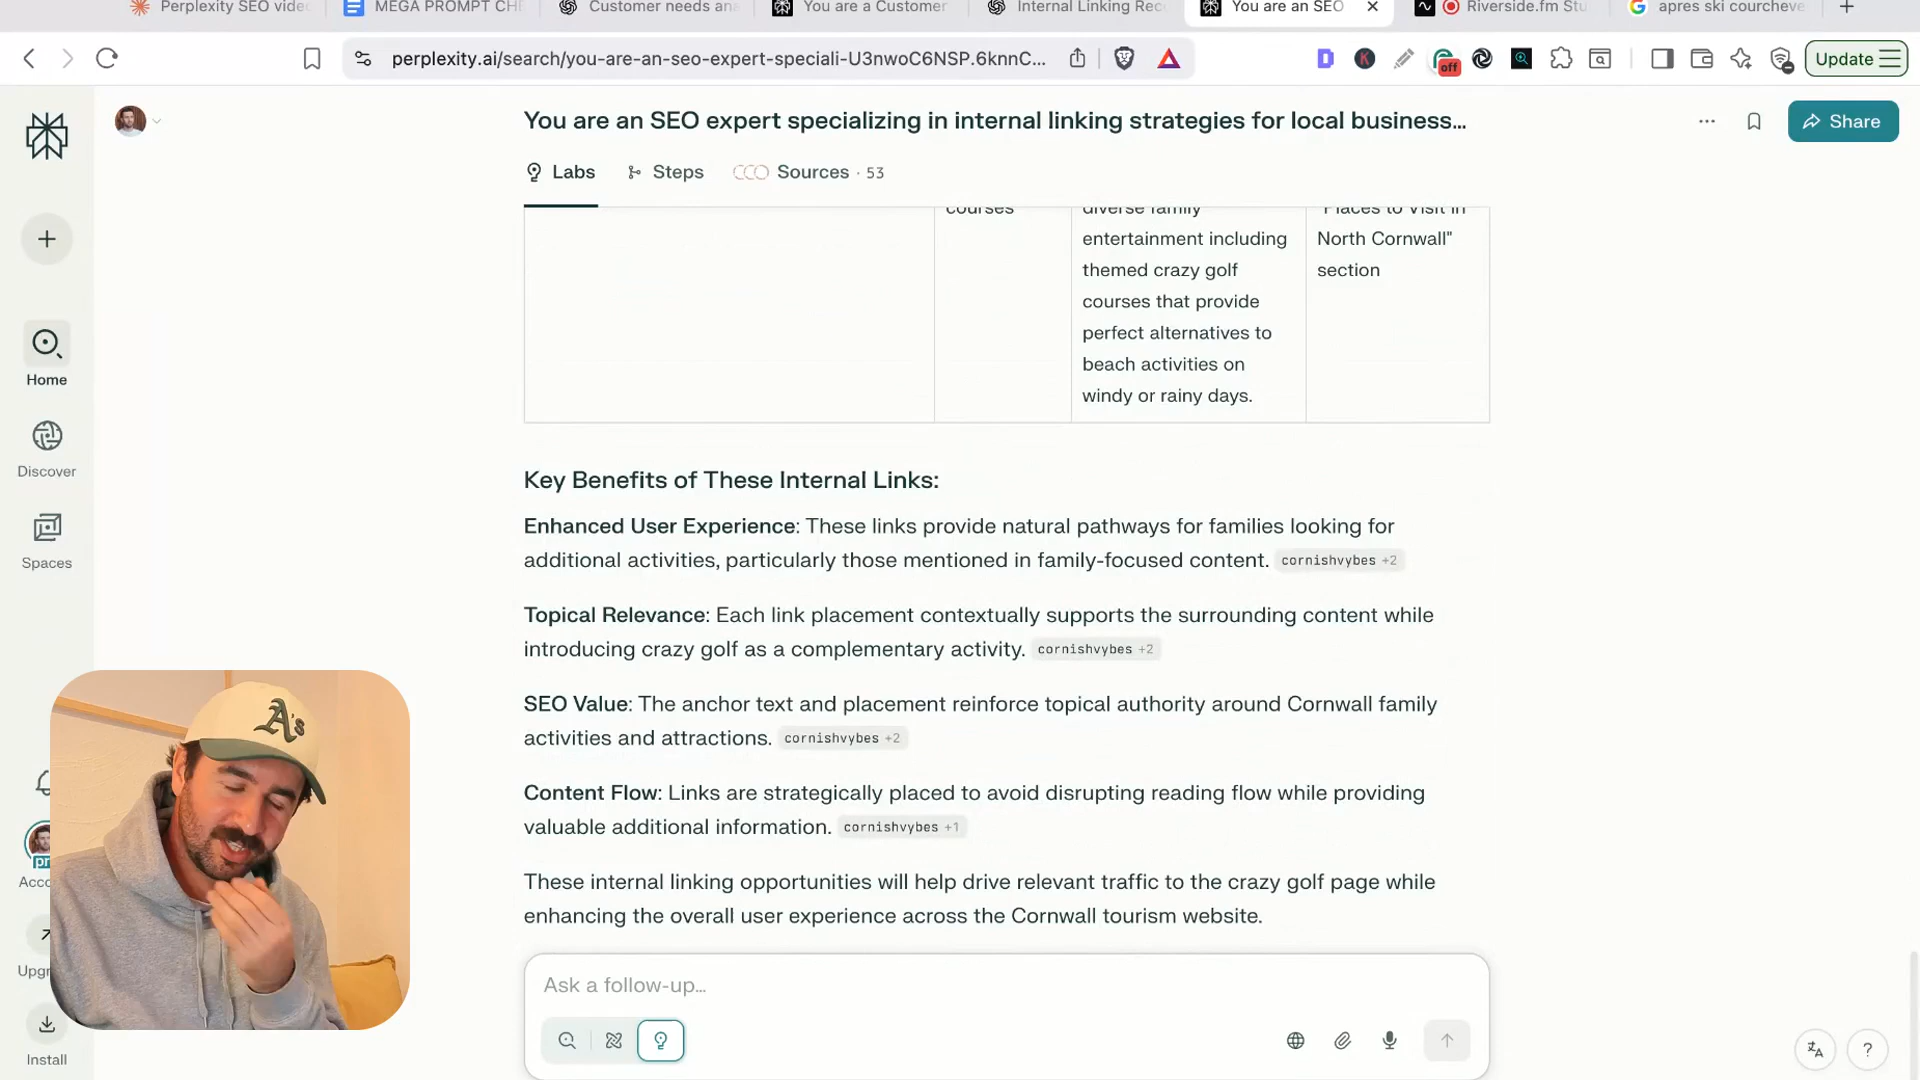 Perplexity SEO vide
MEGA PROMPT CHE
Customer needs an
You are a Customer
Internal Linking Rec
You are an SEO
Riverside.fm Stu
apres ski courcheve
perplexity.ai/search/you-are-an-seo-expert-speciali-U3nwoC6NSP.6knnC...
off
Update
You are an SEO expert specializing in internal linking strategies for local business...
Share
Labs
Steps
Sources · 53
Home
Discover
Spaces
Install
courses
diverse family
entertainment including
themed crazy golf
courses that provide
perfect alternatives to
beach activities on
windy or rainy days.
"Places to Visit in
North Cornwall"
section
Key Benefits of These Internal Links:
Enhanced User Experience: These links provide natural pathways for families looking for
additional activities, particularly those mentioned in family-focused content. cornishvybes +2
Topical Relevance: Each link placement contextually supports the surrounding content while
introducing crazy golf as a complementary activity. cornishvybes +2
SEO Value: The anchor text and placement reinforce topical authority around Cornwall family
activities and attractions. cornishvybes +2
Content Flow: Links are strategically placed to avoid disrupting reading flow while providing
valuable additional information. cornishvybes +1
These internal linking opportunities will help drive relevant traffic to the crazy golf page while
enhancing the overall user experience across the Cornwall tourism website.
Ask a follow-up...
A's
pr
Acco
Upgr